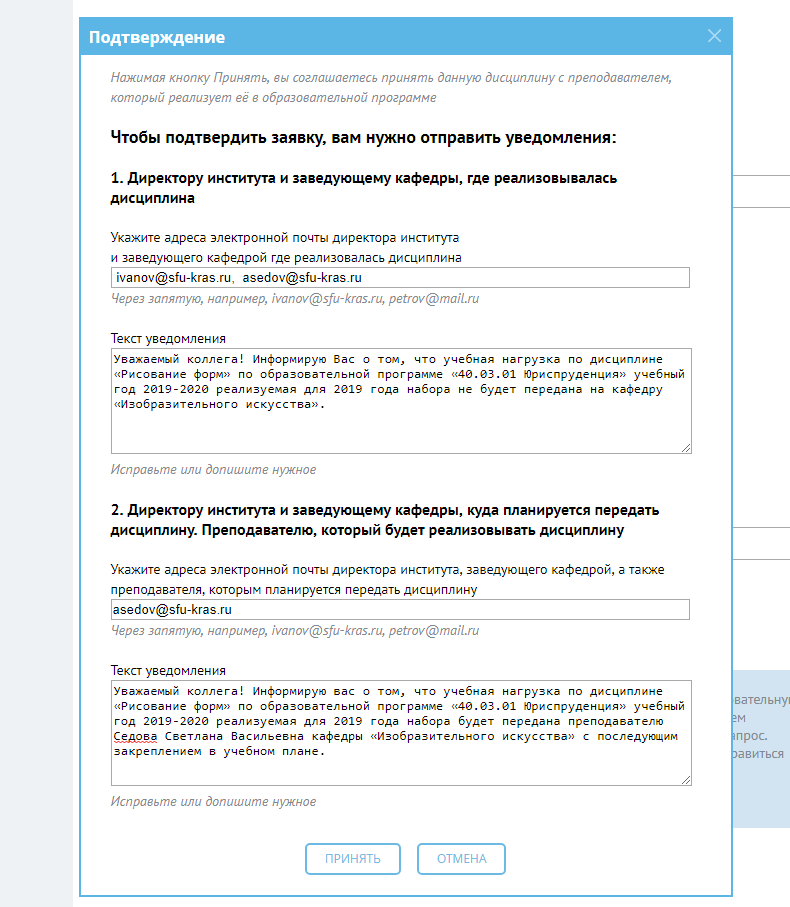 Подтверждение
Нажимая кнопку Принять, вы соглашаетесь принять данную дисциплину с преподавателем,
который реализует её в образовательной программе
Чтобы подтвердить заявку, вам нужно отправить уведомления:
1. Директору института и заведующему кафедры, где реализовывалась
дисциплина
Укажите адреса электронной почты директора института
и заведующего кафедрой где реализовалась дисциплина
ivanov@sfu-kras.ru, asedov@sfu-kras.ru
Через запятую, например, ivanov@sfu-kras.ru, petrov@mail.ru
Текст уведомления
Уважаемый коллега! Информирую Вас о том, что учебная нагрузка по дисциплине
«Рисование форм» по образовательной программе «40.03.01 Юриспруденция» учебный
год 2019-2020 реализуемая для 2019 года набора не будет передана на кафедру
«Изобразительного искусства».
Исправьте или допишите нужное
2. Директору института и заведующему кафедры, куда планируется передать
дисциплину. Преподавателю, который будет реализовывать дисциплину
Укажите адреса электронной почты директора института, заведующего кафедрой, а также
преподавателя, которым планируется передать дисциплину
asedov@sfu-kras.ru
Через запятую, например, ivanov@sfu-kras.ru, petrov@mail.ru
Текст уведомления
Уважаемый коллега! Информирую вас о том, что учебная нагрузка по дисциплине
«Рисование форм» по образовательной программе «40.03.01 Юриспруденция» учебный
год 2019-2020 реализуемая для 2019 года набора будет передана преподавателю
Седова Светлана Васильевна кафедры «Изобразительного искусства» с последующим
закреплением в учебном плане.
Исправьте или допишите нужное
ПРИНЯТЬ ОТМЕНА